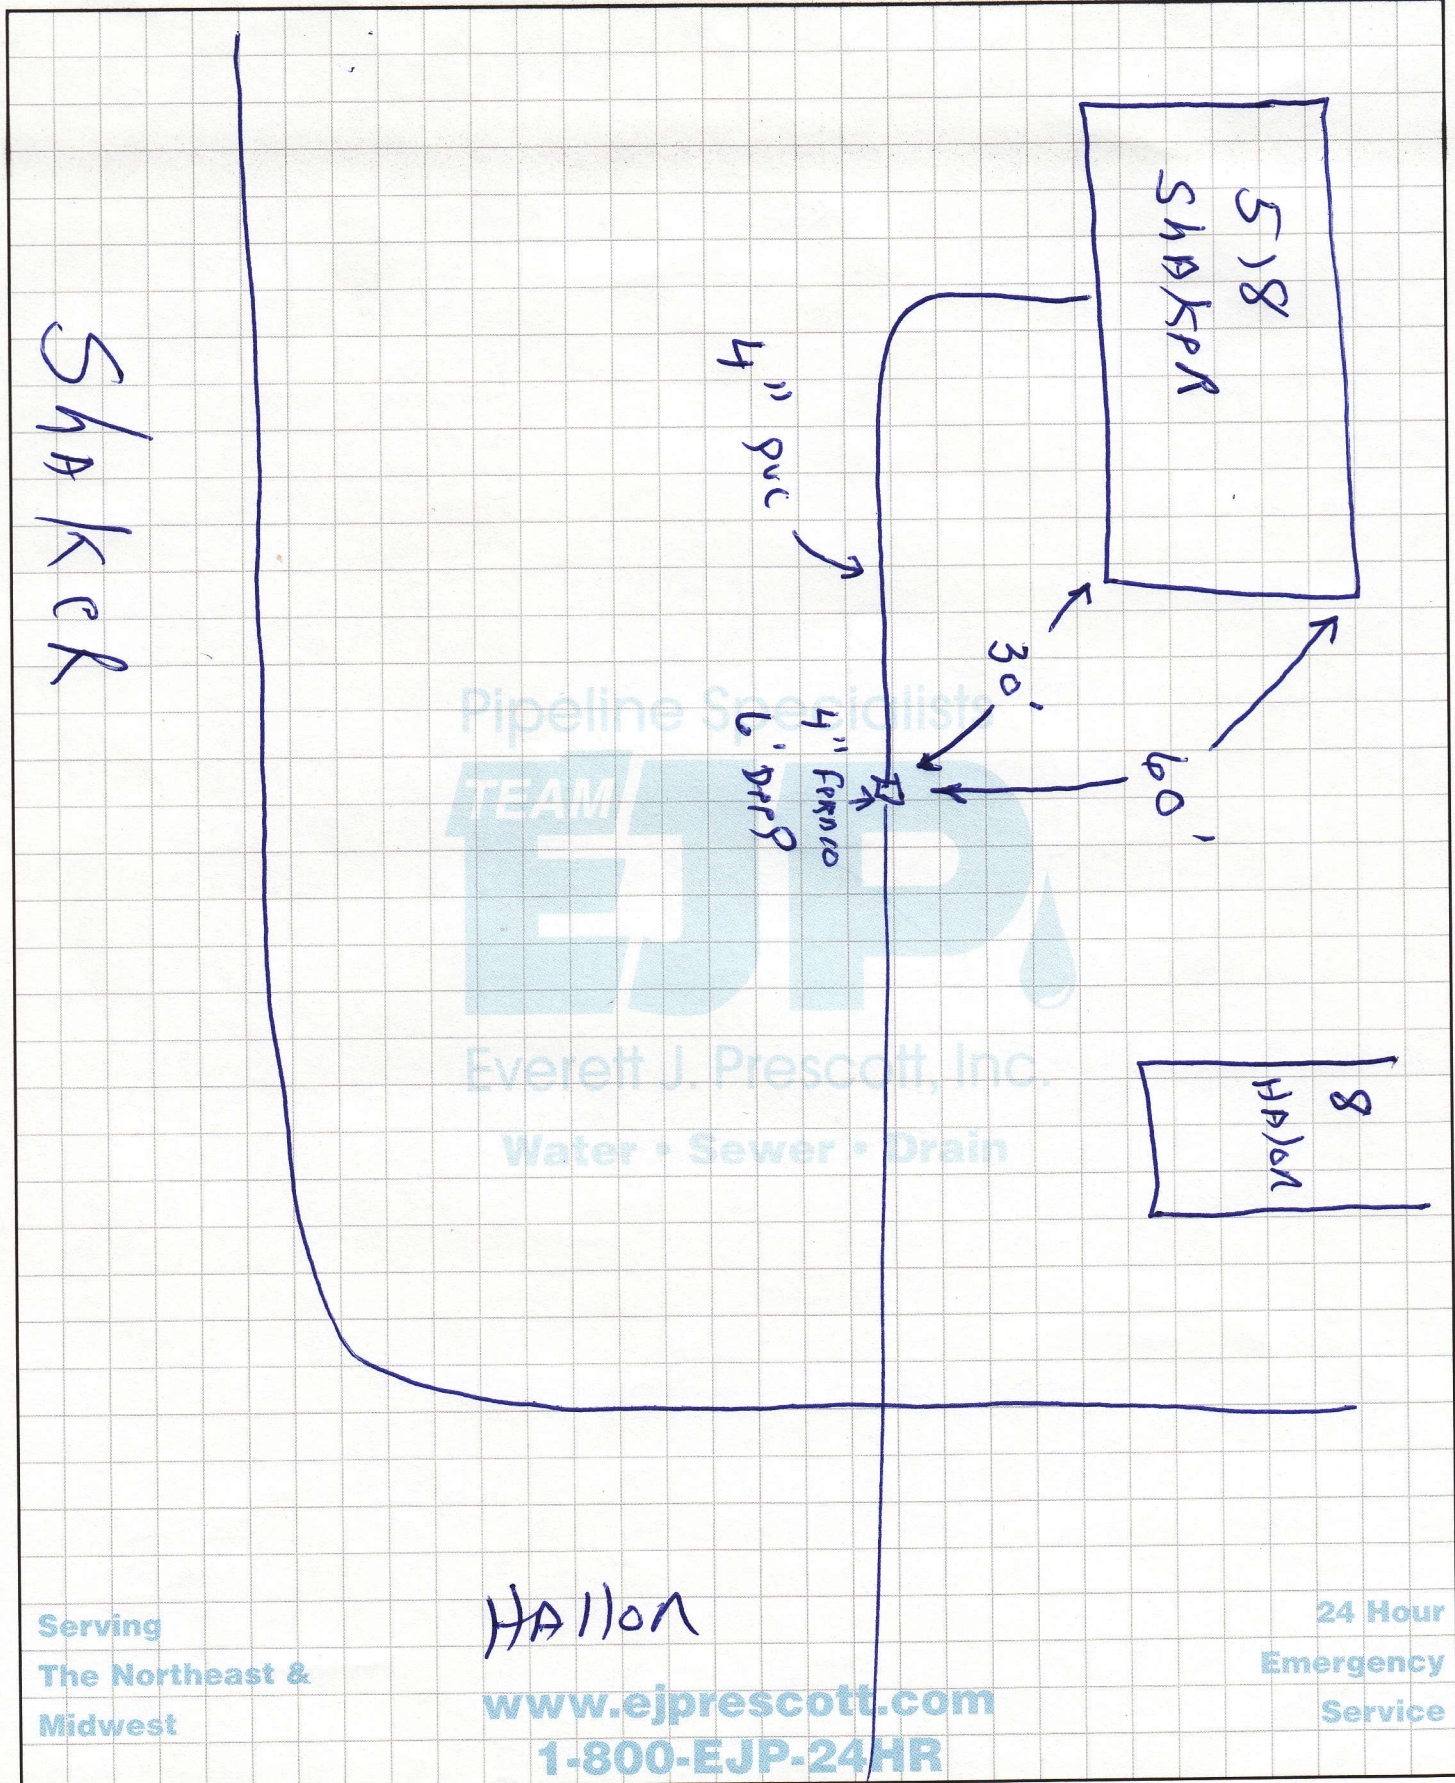 518
ShAkeR
4" pvc
30'
60'
4" Fernco
6' Deep
8
HAlon
ShAkeR
HAllon
Pipeline Specialists
TEAM
EJP
Everett J. Prescott, Inc.
Water • Sewer • Drain
Serving
The Northeast &
Midwest
www.ejprescott.com
1-800-EJP-24HR
24 Hour
Emergency
Service